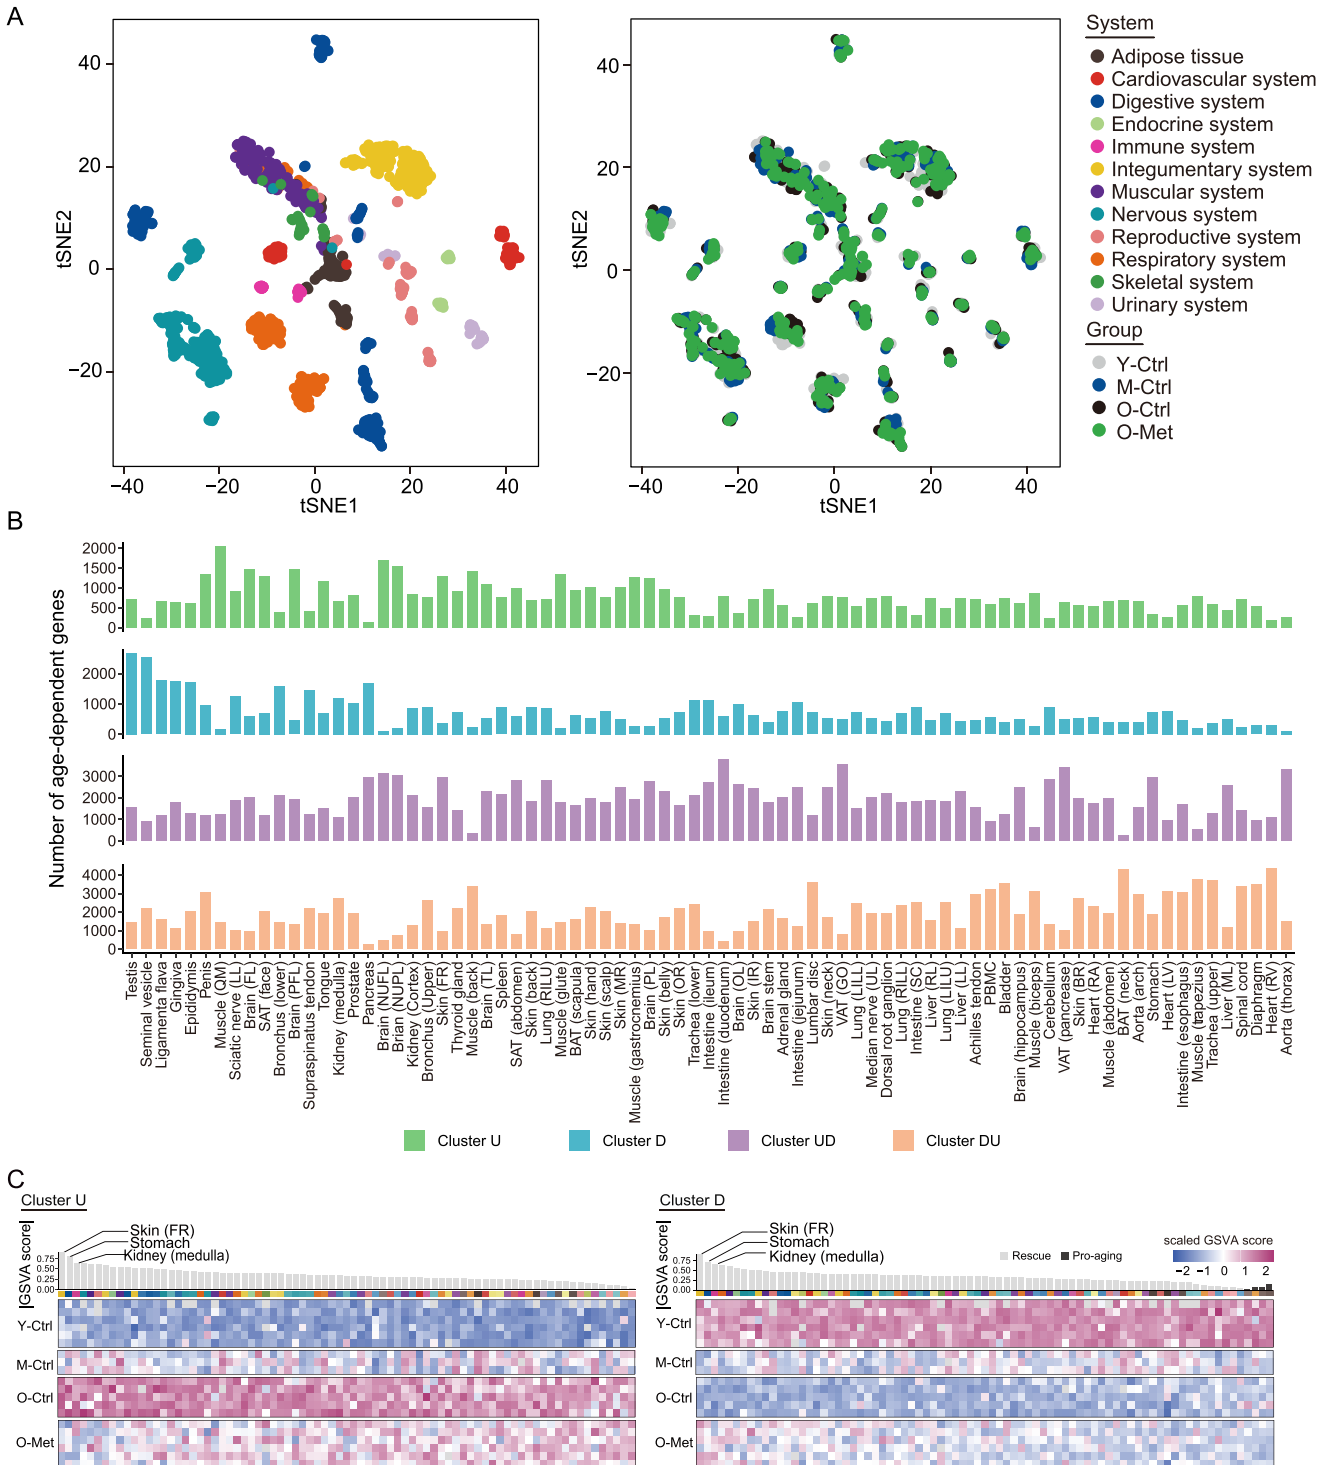 A
40
20
0
−20
−40
−20
0
20
40
tSNE1
tSNE2
40
20
0
−20
−40
−20
0
20
40
tSNE1
tSNE2
System
Adipose tissue
Cardiovascular system
Digestive system
Endocrine system
Immune system
Integumentary system
Muscular system
Nervous system
Reproductive system
Respiratory system
Skeletal system
Urinary system
Group
Y-Ctrl
M-Ctrl
O-Ctrl
O-Met
B
Number of age-dependent genes
2000
1500
1000
500
0
2000
1000
0
3000
2000
1000
0
4000
3000
2000
1000
0
Testis
Seminal vesicle
Ligamenta flava
Gingiva
Epididymis
Penis
Muscle (QM)
Sciatic nerve (LL)
Brain (FL)
SAT (face)
Bronchus (lower)
Brain (PFL)
Supraspinatus tendon
Tongue
Kidney (medulla)
Prostate
Pancreas
Brain (NUFL)
Brian (NUPL)
Kidney (Cortex)
Bronchus (Upper)
Skin (FR)
Thyroid gland
Muscle (back)
Brain (TL)
Spleen
SAT (abdomen)
Skin (back)
Lung (RILU)
Muscle (glute)
BAT (scapula)
Skin (hand)
Skin (scalp)
Skin (MR)
Muscle (gastrocnemius)
Brain (PL)
Skin (belly)
Skin (OR)
Trachea (lower)
Intestine (ileum)
Intestine (duodenum)
Brain (OL)
Skin (IR)
Brain stem
Adrenal gland
Intestine (jejunum)
Lumbar disc
Skin (neck)
VAT (GO)
Lung (LILL)
Median nerve (UL)
Dorsal root ganglion
Lung (RILL)
Intestine (SC)
Liver (RL)
Lung (LILU)
Liver (LL)
Achilles tendon
PBMC
Bladder
Brain (hippocampus)
Muscle (biceps)
Cerebellum
VAT (pancrease)
Skin (BR)
Heart (RA)
Muscle (abdomen)
BAT (neck)
Aorta (arch)
Stomach
Heart (LV)
Intestine (esophagus)
Muscle (trapezius)
Trachea (upper)
Liver (ML)
Spinal cord
Diaphragm
Heart (RV)
Aorta (thorax)
Cluster U
Cluster D
Cluster UD
Cluster DU
C
Cluster U
|GSVA score|
0.75
0.50
0.25
0.00
Skin (FR)
Stomach
Kidney (medulla)
Y-Ctrl
M-Ctrl
O-Ctrl
O-Met
Cluster D
|GSVA score|
0.75
0.50
0.25
0.00
Skin (FR)
Stomach
Kidney (medulla)
Rescue
Pro-aging
scaled GSVA score
−2 −1 0 1 2
Y-Ctrl
M-Ctrl
O-Ctrl
O-Met